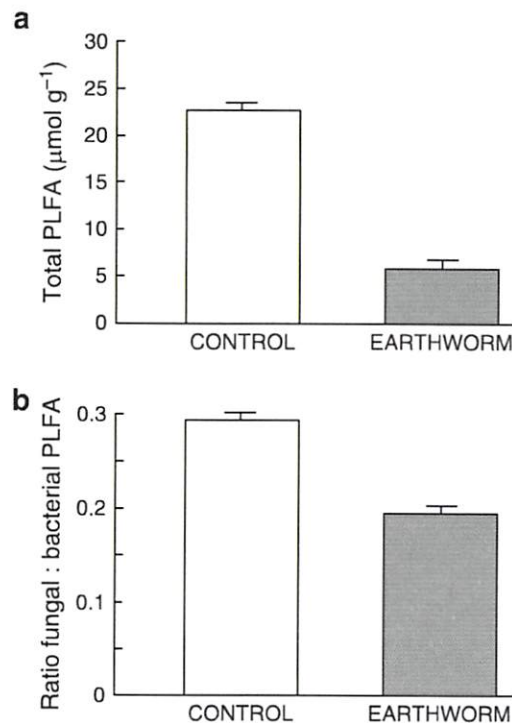 a
Total PLFA (µmol g⁻¹)
30
25
20
15
10
5
0
CONTROL EARTHWORM
b
Ratio fungal : bacterial PLFA
0.3
0.2
0.1
0
CONTROL EARTHWORM